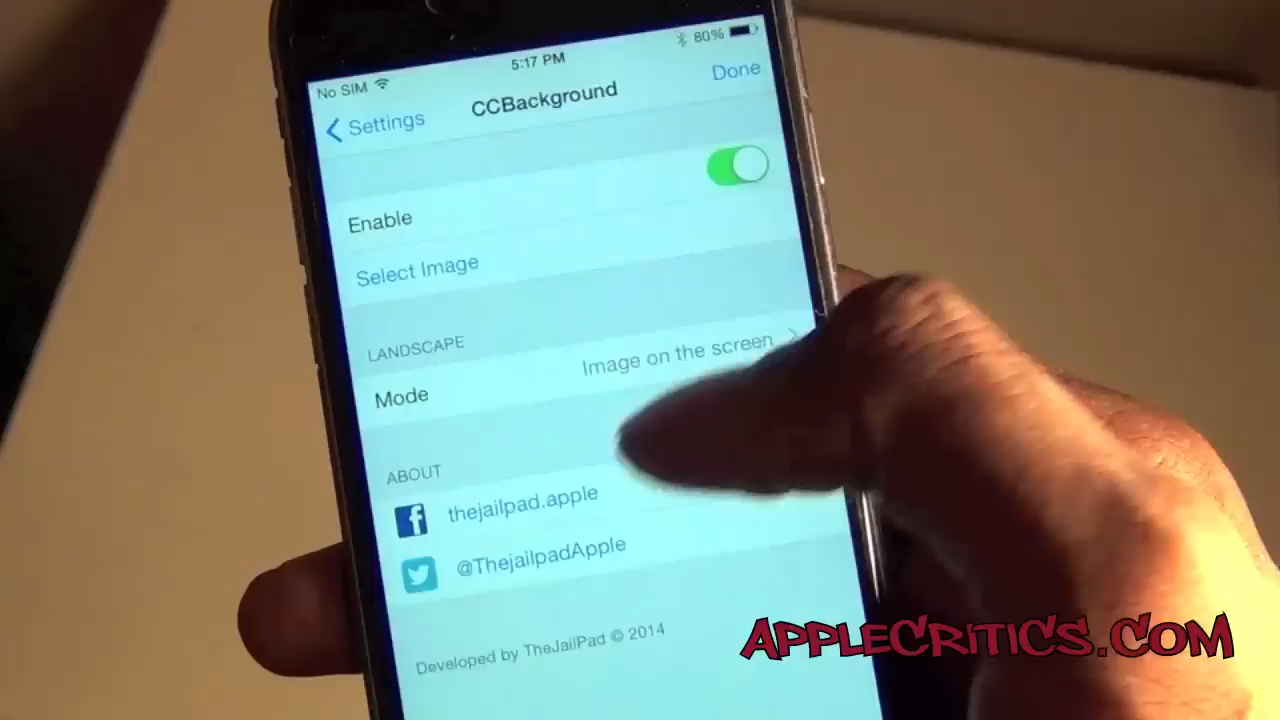 No SIM 5:17 PM 80%
Settings CCBackground Done
Enable
Select Image
LANDSCAPE
Mode Image on the screen
ABOUT
f thejailpad.apple
@ThejailpadApple
Developed by TheJailPad © 2014
APPLECRITICS.COM